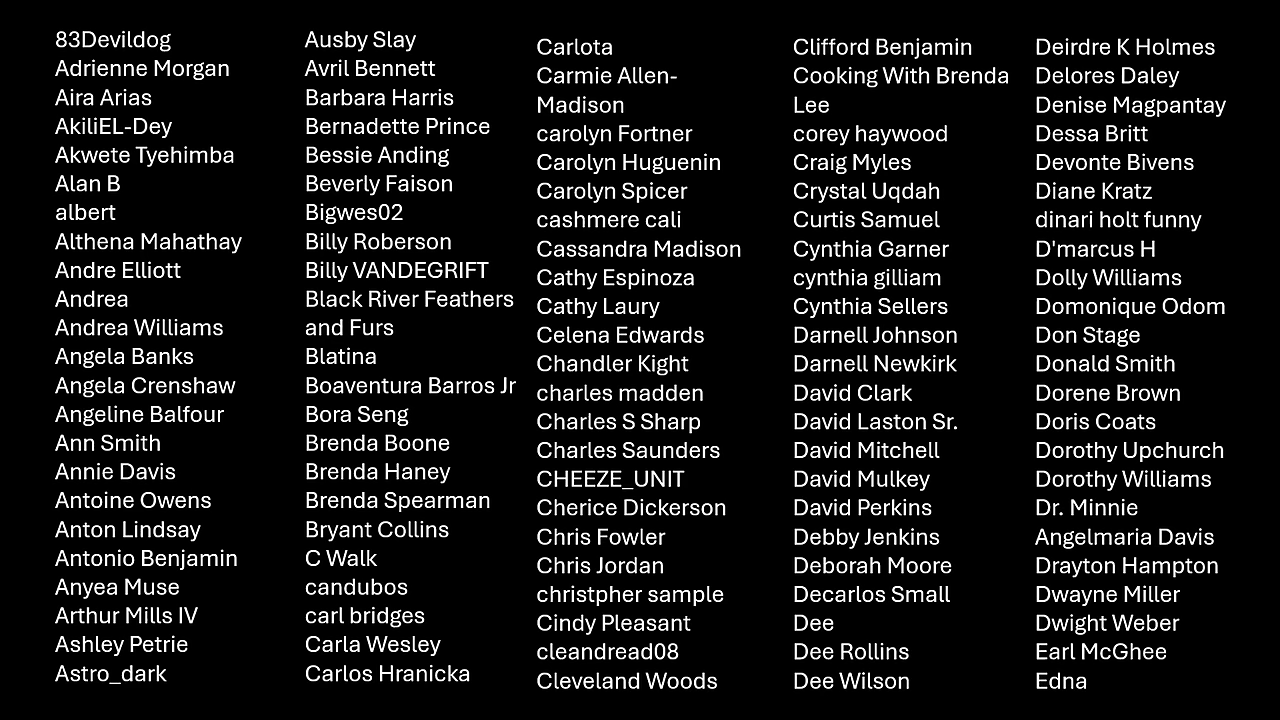 83Devildog
Adrienne Morgan
Aira Arias
AkiliEL-Dey
Akwete Tyehimba
Alan B
albert
Althena Mahathay
Andre Elliott
Andrea
Andrea Williams
Angela Banks
Angela Crenshaw
Angeline Balfour
Ann Smith
Annie Davis
Antoine Owens
Anton Lindsay
Antonio Benjamin
Anyea Muse
Arthur Mills IV
Ashley Petrie
Astro_dark
Ausby Slay
Avril Bennett
Barbara Harris
Bernadette Prince
Bessie Anding
Beverly Faison
Bigwes02
Billy Roberson
Billy VANDEGRIFT
Black River Feathers
and Furs
Blatina
Boaventura Barros Jr
Bora Seng
Brenda Boone
Brenda Haney
Brenda Spearman
Bryant Collins
C Walk
candubos
carl bridges
Carla Wesley
Carlos Hranicka
Carlota
Carmie Allen-
Madison
carolyn Fortner
Carolyn Huguenin
Carolyn Spicer
cashmere cali
Cassandra Madison
Cathy Espinoza
Cathy Laury
Celena Edwards
Chandler Kight
charles madden
Charles S Sharp
Charles Saunders
CHEEZE_UNIT
Cherice Dickerson
Chris Fowler
Chris Jordan
christpher sample
Cindy Pleasant
cleandread08
Cleveland Woods
Clifford Benjamin
Cooking With Brenda
Lee
corey haywood
Craig Myles
Crystal Uqdah
Curtis Samuel
Cynthia Garner
cynthia gilliam
Cynthia Sellers
Darnell Johnson
Darnell Newkirk
David Clark
David Laston Sr.
David Mitchell
David Mulkey
David Perkins
Debby Jenkins
Deborah Moore
Decarlos Small
Dee
Dee Rollins
Dee Wilson
Deirdre K Holmes
Delores Daley
Denise Magpantay
Dessa Britt
Devonte Bivens
Diane Kratz
dinari holt funny
D'marcus H
Dolly Williams
Domonique Odom
Don Stage
Donald Smith
Dorene Brown
Doris Coats
Dorothy Upchurch
Dorothy Williams
Dr. Minnie
Angelmaria Davis
Drayton Hampton
Dwayne Miller
Dwight Weber
Earl McGhee
Edna